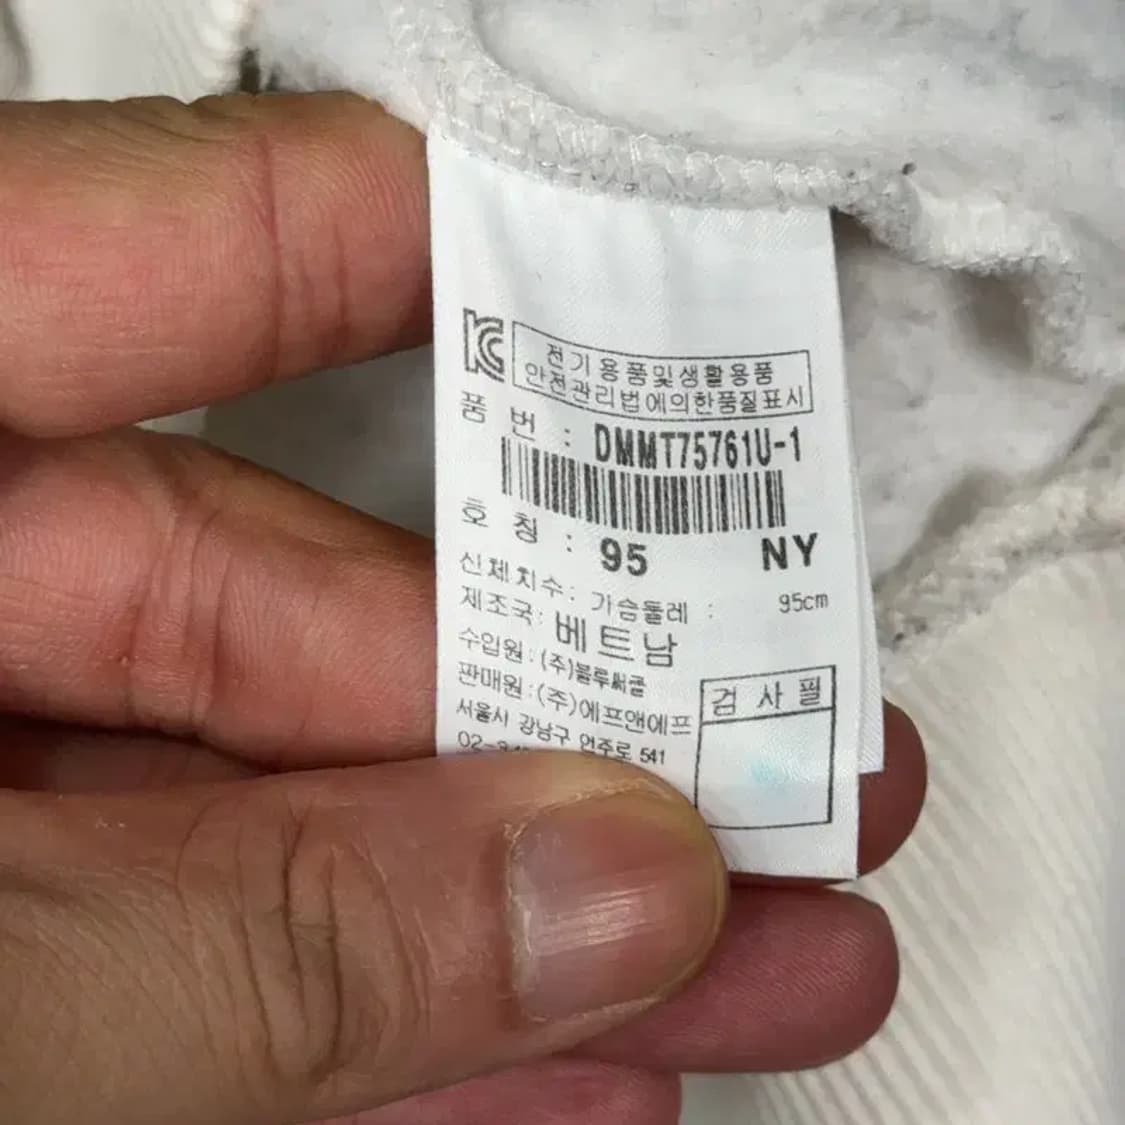 KC
전기용품및생활용품
안전관리법에의한품질표시
품 번 : DMMT75761U-1
호 칭 : 95 NY
신체치수: 가슴둘레 : 95cm
제조국: 베트남
수입원:(주)블루써클
판매원:(주)에프앤에프
서울시 강남구 언주로 541
02-
검 사 필